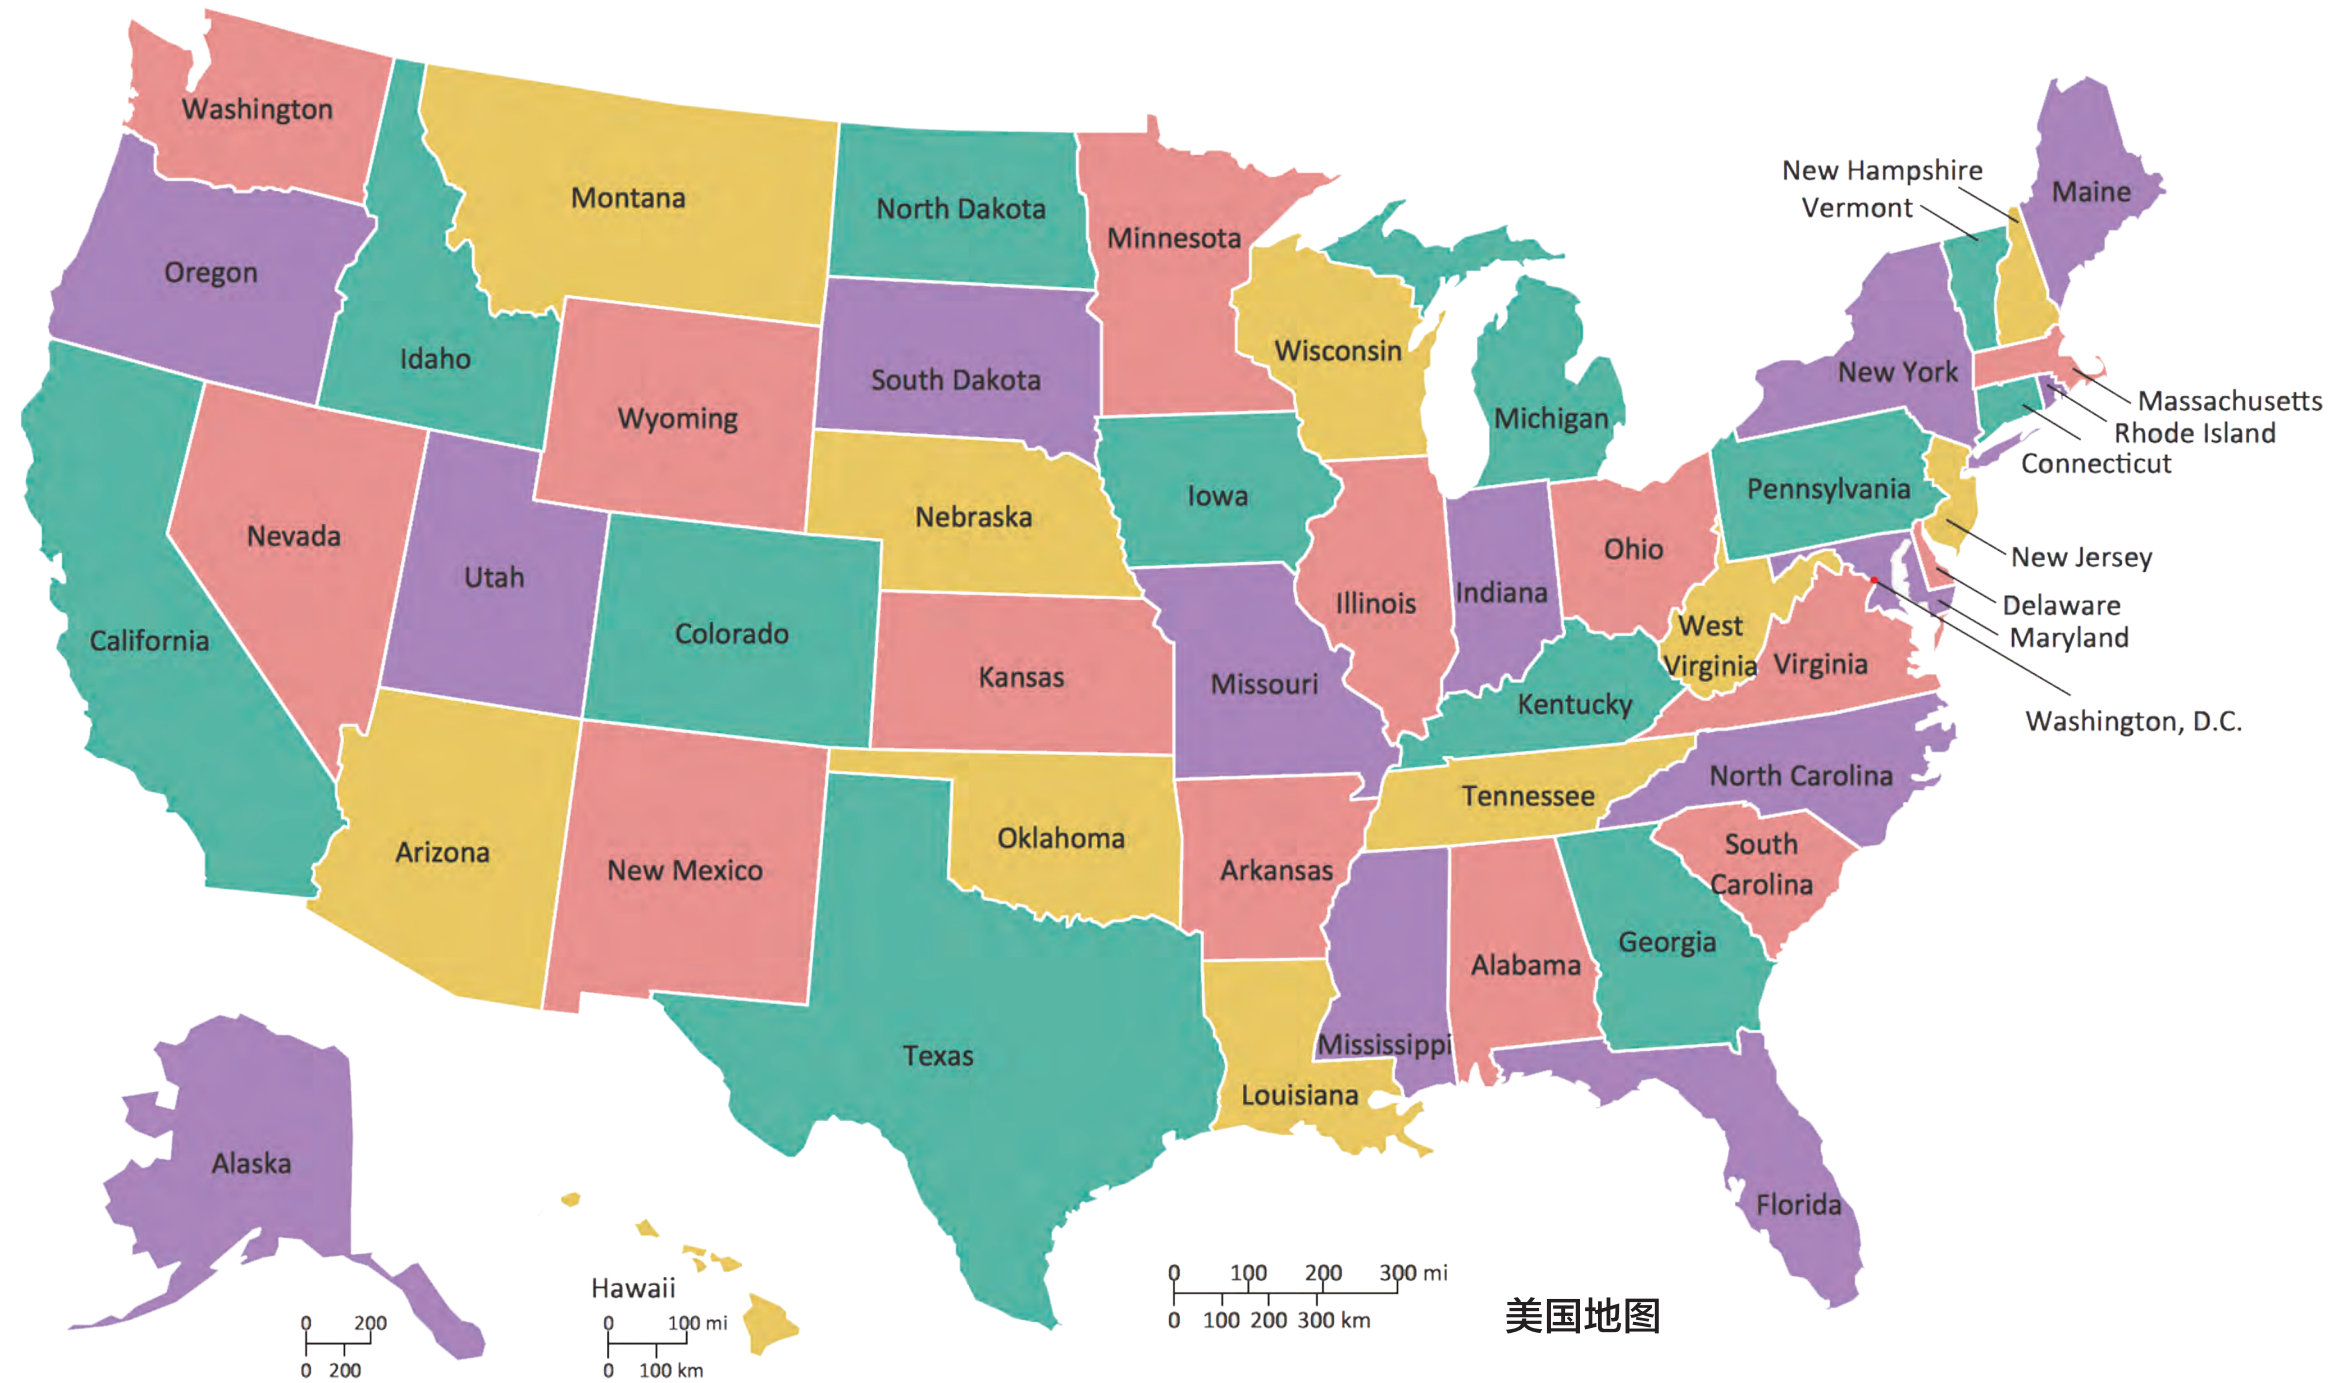 Washington
Montana
North Dakota
Minnesota
New Hampshire
Vermont
Maine
Oregon
Idaho
Wyoming
South Dakota
Wisconsin
Michigan
New York
Massachusetts
Rhode Island
Connecticut
Nevada
Utah
Nebraska
Iowa
Pennsylvania
Ohio
New Jersey
California
Colorado
Kansas
Missouri
Illinois
Indiana
West
Virginia
Virginia
Kentucky
Delaware
Maryland
Washington, D.C.
Arizona
New Mexico
Oklahoma
Arkansas
Tennessee
North Carolina
South
Carolina
Texas
Louisiana
Mississippi
Alabama
Georgia
Florida
Alaska
Hawaii
0 200
0 200
0 100 mi
0 100 km
0 100 200 300 mi
0 100 200 300 km
美国地图